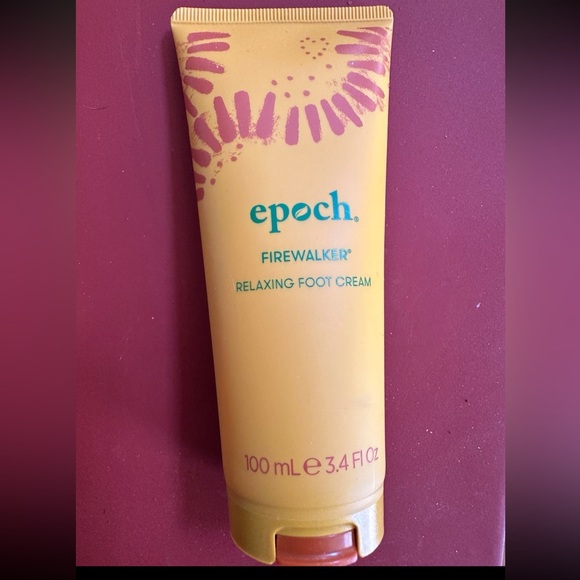 epoch®
FIREWALKER®
RELAXING FOOT CREAM
100 mL ℮ 3.4 Fl Oz